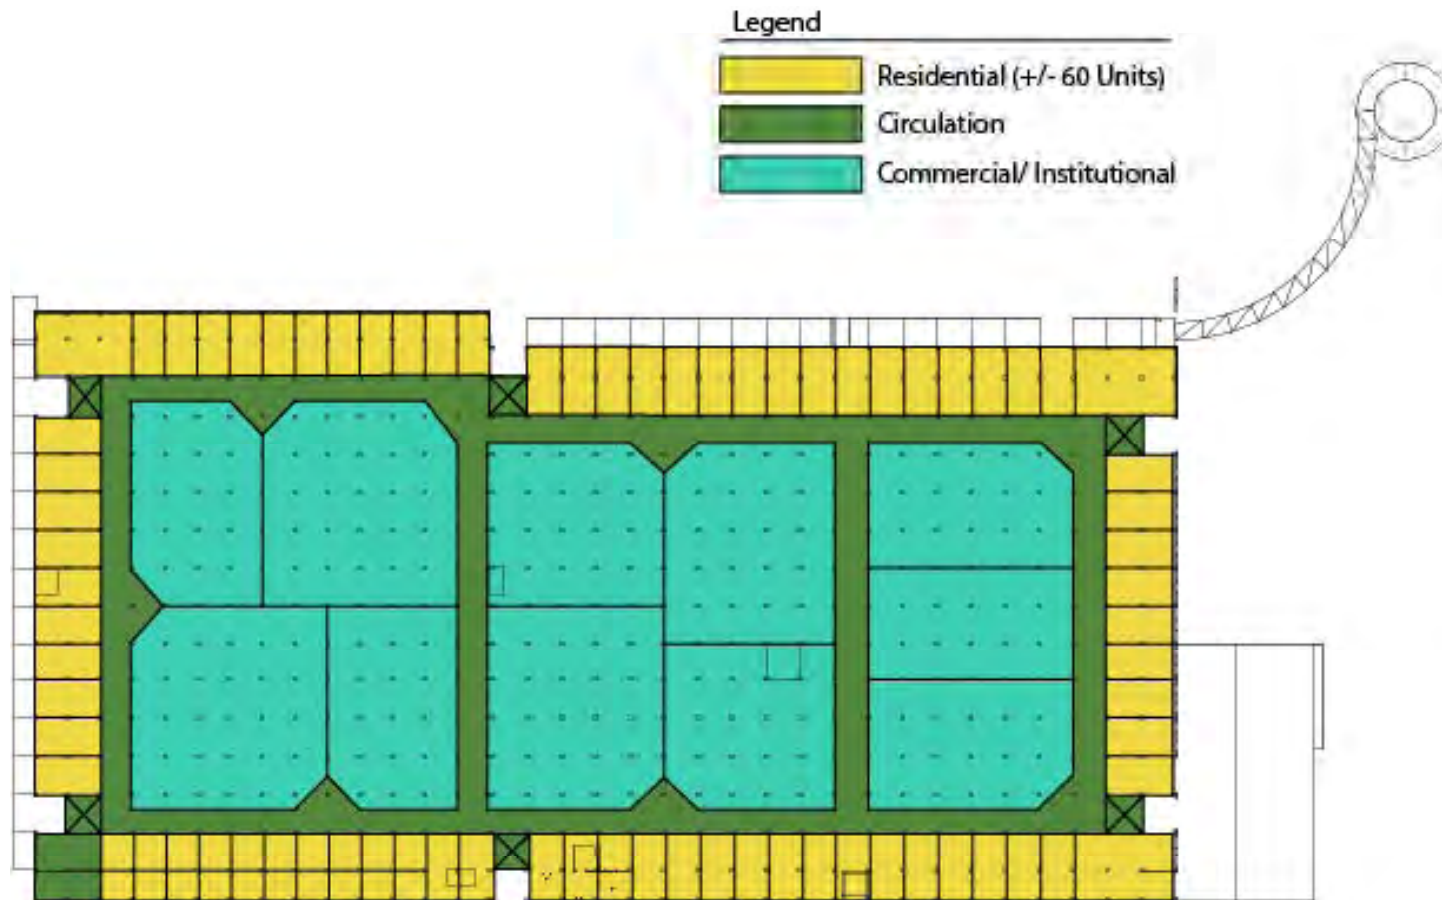 Legend
Residential (+/- 60 Units)
Circulation
Commercial/ Institutional